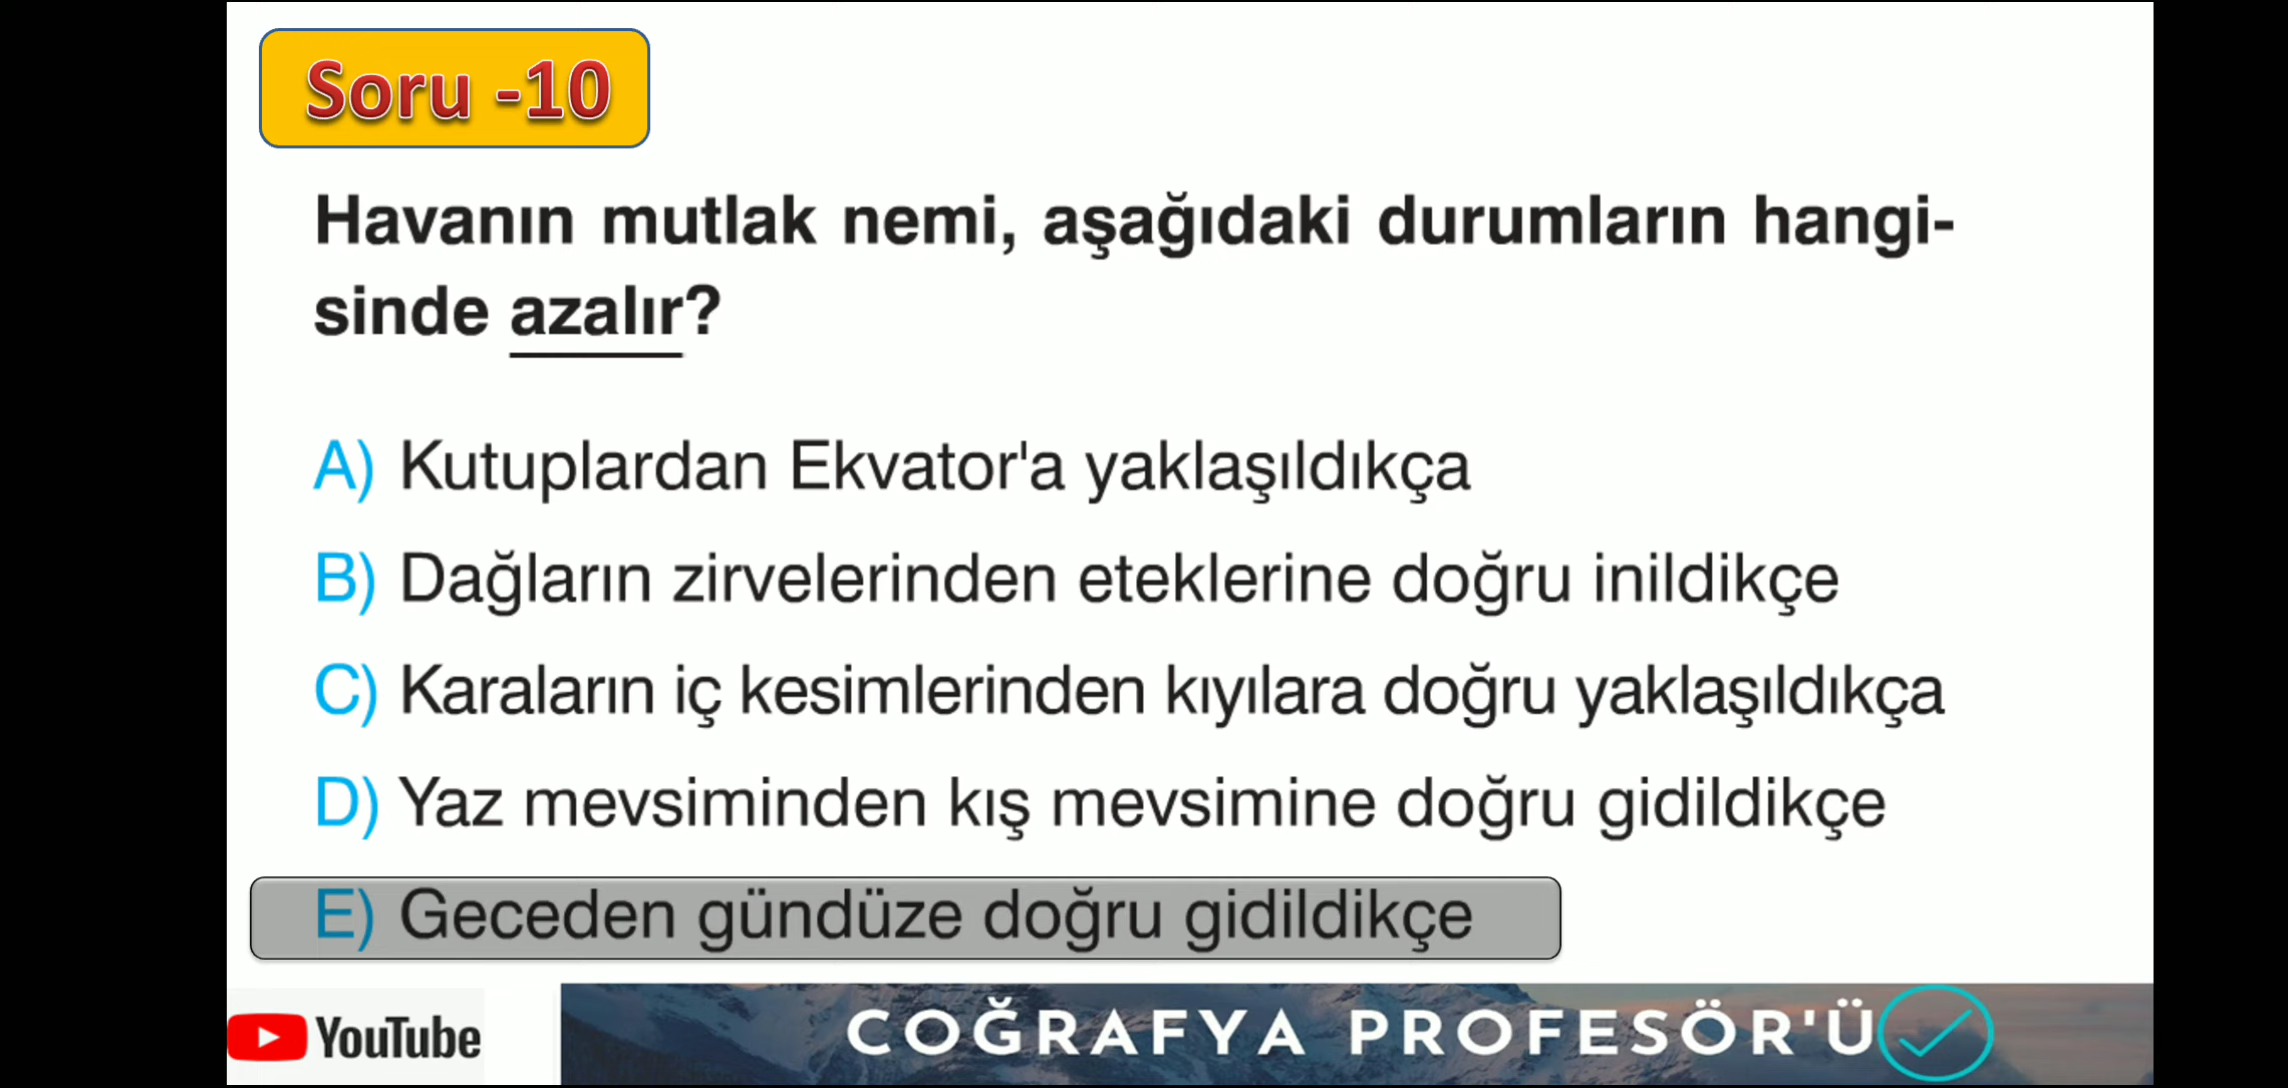 Soru -10
Havanın mutlak nemi, aşağıdaki durumların hangi-
sinde azalır?
A) Kutuplardan Ekvator'a yaklaşıldıkça
B) Dağların zirvelerinden eteklerine doğru inildikçe
C) Karaların iç kesimlerinden kıyılara doğru yaklaşıldıkça
D) Yaz mevsiminden kış mevsimine doğru gidildikçe
E) Geceden gündüze doğru gidildikçe
YouTube
COĞRAFYA PROFESÖR'Ü